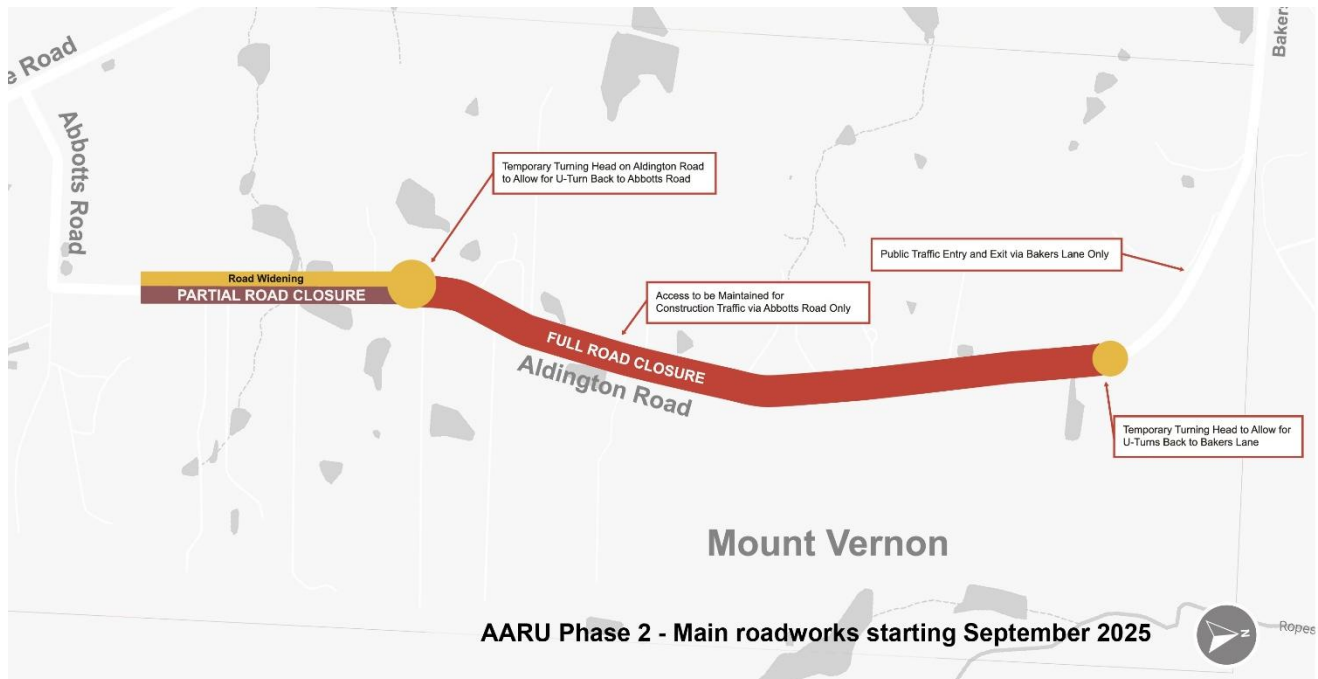 e Road
Bakers
Abbotts Road
Temporary Turning Head on Aldington Road
to Allow for U-Turn Back to Abbotts Road
Public Traffic Entry and Exit via Bakers Lane Only
Road Widening
PARTIAL ROAD CLOSURE
Access to be Maintained for
Construction Traffic via Abbotts Road Only
FULL ROAD CLOSURE
Aldington Road
Temporary Turning Head to Allow for
U-Turns Back to Bakers Lane
Mount Vernon
AARU Phase 2 - Main roadworks starting September 2025
N
Ropes